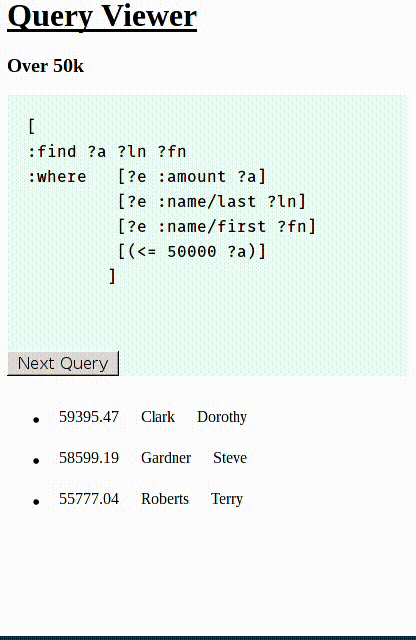 Query Viewer
Over 50k
[
:find ?a ?ln ?fn
:where   [?e :amount ?a]
         [?e :name/last ?ln]
         [?e :name/first ?fn]
         [(<= 50000 ?a)]
        ]
Next Query
59395.47 Clark Dorothy
58599.19 Gardner Steve
55777.04 Roberts Terry